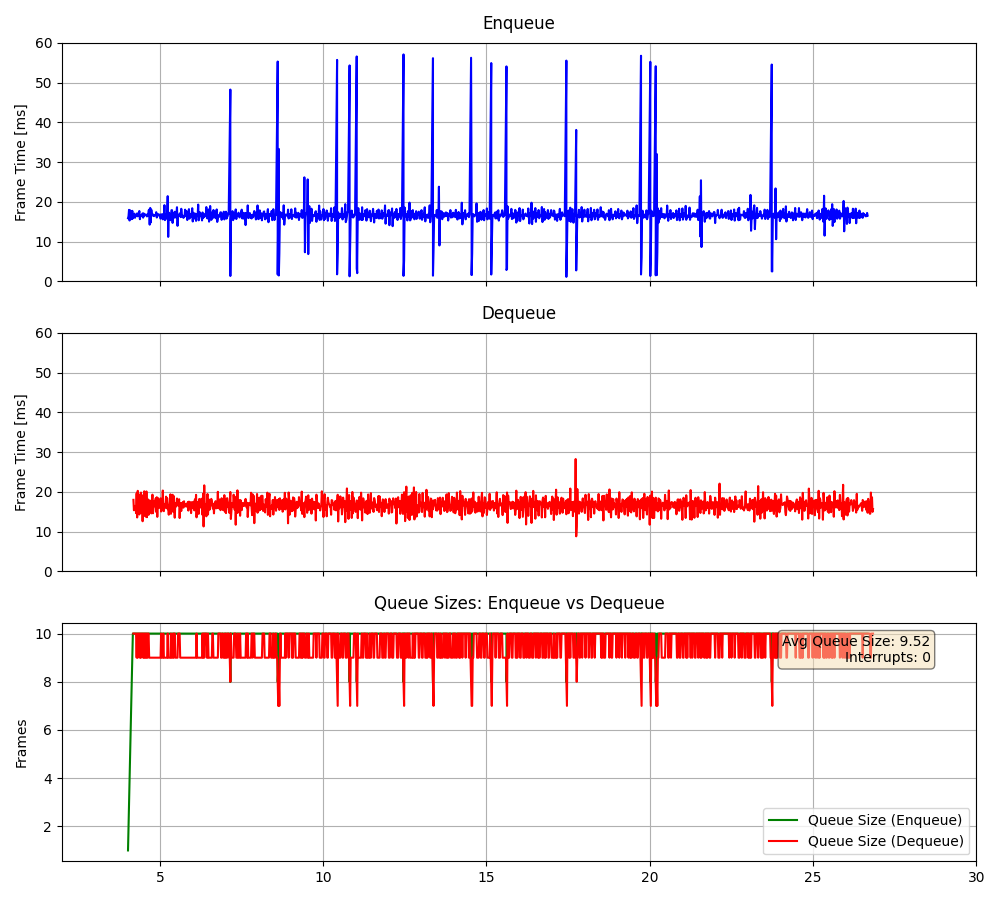 Enqueue
60
50
40
30
20
10
0
Frame Time [ms]
Dequeue
60
50
40
30
20
10
0
Frame Time [ms]
Queue Sizes: Enqueue vs Dequeue
10
8
6
4
2
Frames
Avg Queue Size: 9.52
Interrupts: 0
Queue Size (Enqueue)
Queue Size (Dequeue)
5 10 15 20 25 30